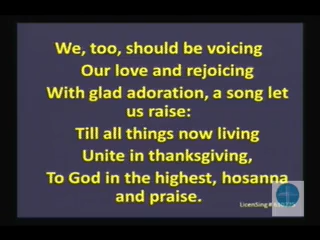 We, too, should be voicing
Our love and rejoicing
With glad adoration, a song let
us raise:
Till all things now living
Unite in thanksgiving,
To God in the highest, hosanna
and praise.
LicenSing